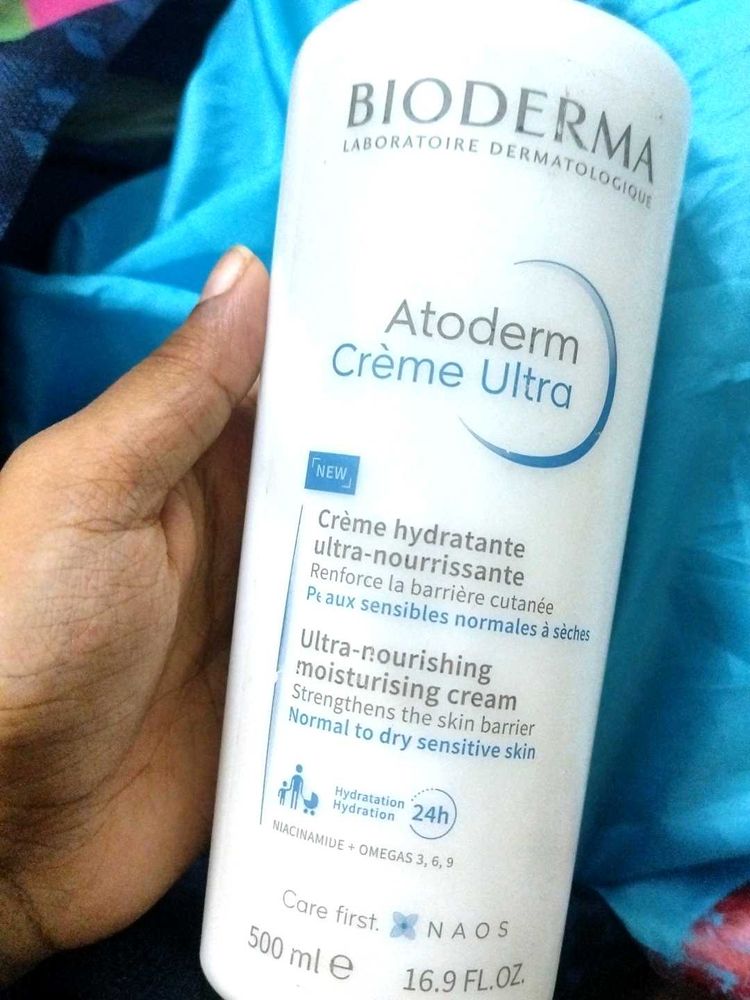 BIODERMA
LABORATOIRE DERMATOLOGIQUE
Atoderm
Crème Ultra
NEW
Crème hydratante
ultra-nourrissante
Renforce la barrière cutanée
Peaux sensibles normales à sèches
Ultra-nourishing
moisturising cream
Strengthens the skin barrier
Normal to dry sensitive skin
Hydratation
Hydration
24h
NIACINAMIDE + OMEGAS 3, 6, 9
Care first. NAOS
500 ml ℮ 16.9 FL.OZ.